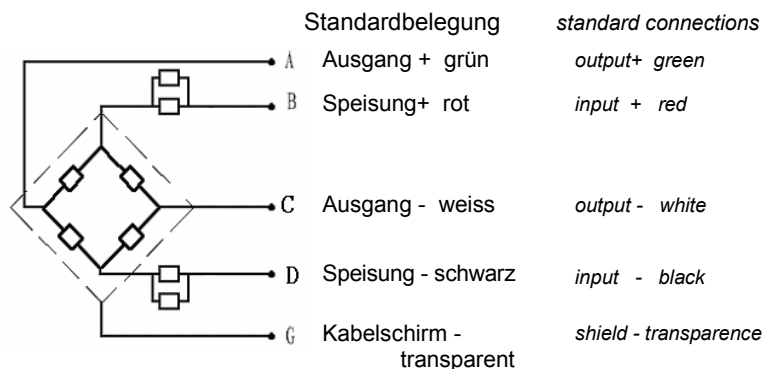 Standardbelegung standard connections
A Ausgang + grün output+ green
B Speisung+ rot input + red
C Ausgang - weiss output - white
D Speisung - schwarz input - black
G Kabelschirm - shield - transparence
transparent